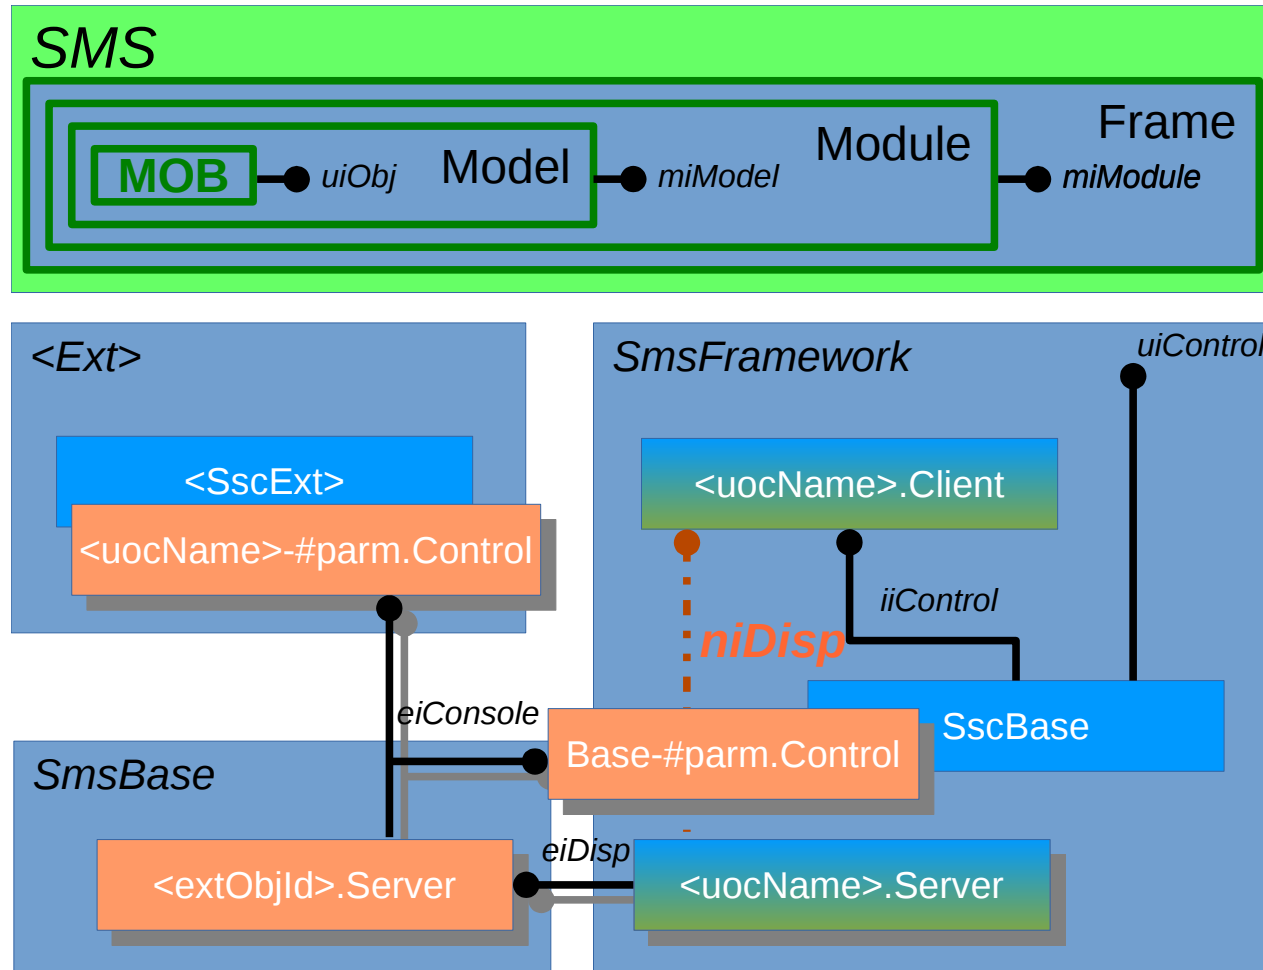 SMS
Frame
Module
Model
MOB
uiObj
miModel
miModule
<Ext>
SmsFramework
uiControl
<SscExt>
<uocName>.Client
<uocName>-#parm.Control
iiControl
niDisp
eiConsole
SscBase
Base-#parm.Control
SmsBase
eiDisp
<extObjId>.Server
<uocName>.Server